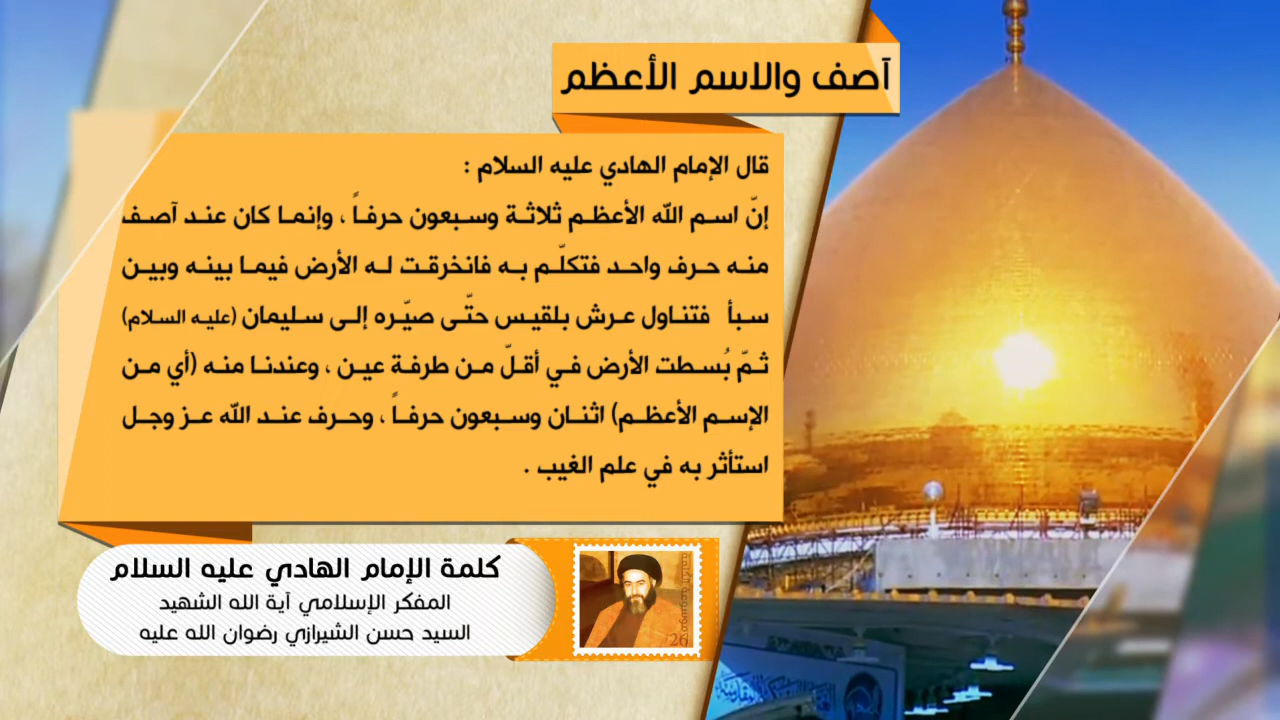 آصف والاسم الأعظم
قال الإمام الهادي عليه السلام :
إنّ اسم الله الأعظم ثلاثة وسبعون حرفاً ، وإنما كان عند آصف
منه حرف واحد فتكلّم به فانخرقت له الأرض فيما بينه وبين
سبأ فتناول عرش بلقيس حتّى صيّره إلى سليمان (عليه السلام)
ثمّ بُسطت الأرض في أقلّ من طرفة عين ، وعندنا منه (أي من
الإسم الأعظم) اثنان وسبعون حرفاً ، وحرف عند الله عز وجل
استأثر به في علم الغيب .
كلمة الإمام الهادي عليه السلام
المفكر الإسلامي آية الله الشهيد
السيد حسن الشيرازي رضوان الله عليه
26